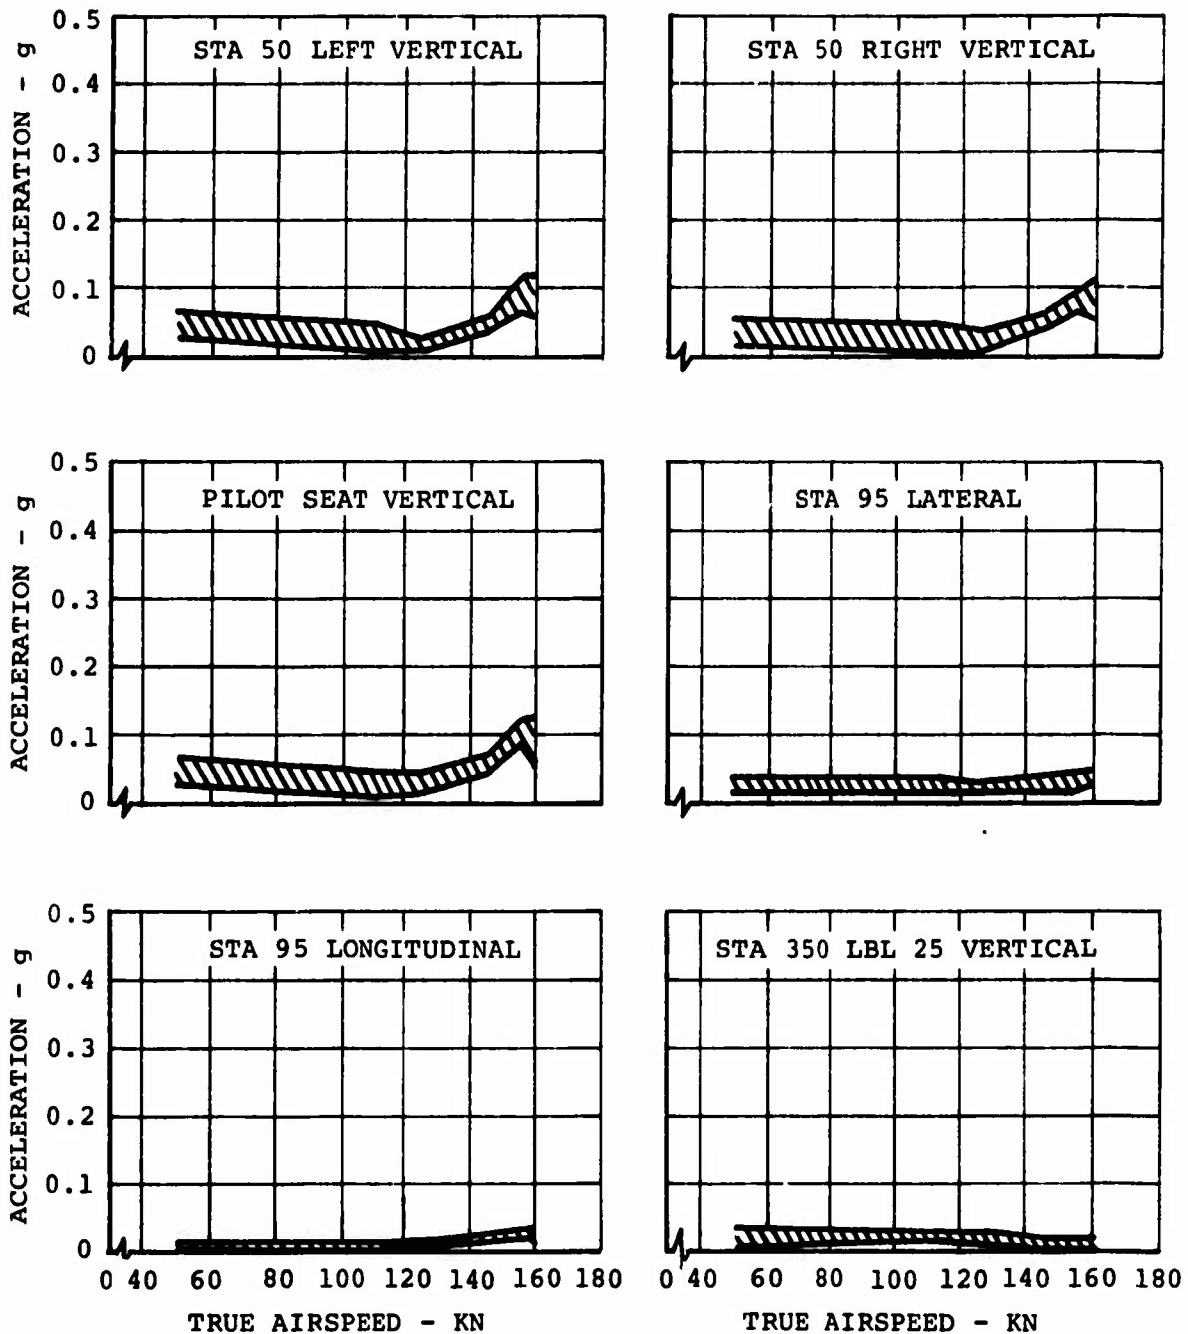 0.5
STA 50 LEFT VERTICAL
STA 50 RIGHT VERTICAL
0.4
0.3
0.2
0.1
0
ACCELERATION - g
0.5
PILOT SEAT VERTICAL
STA 95 LATERAL
0.4
0.3
0.2
0.1
0
ACCELERATION - g
0.5
STA 95 LONGITUDINAL
STA 350 LBL 25 VERTICAL
0.4
0.3
0.2
0.1
0
ACCELERATION - g
0 40 60 80 100 120 140 160 180
0 40 60 80 100 120 140 160 180
TRUE AIRSPEED - KN
TRUE AIRSPEED - KN